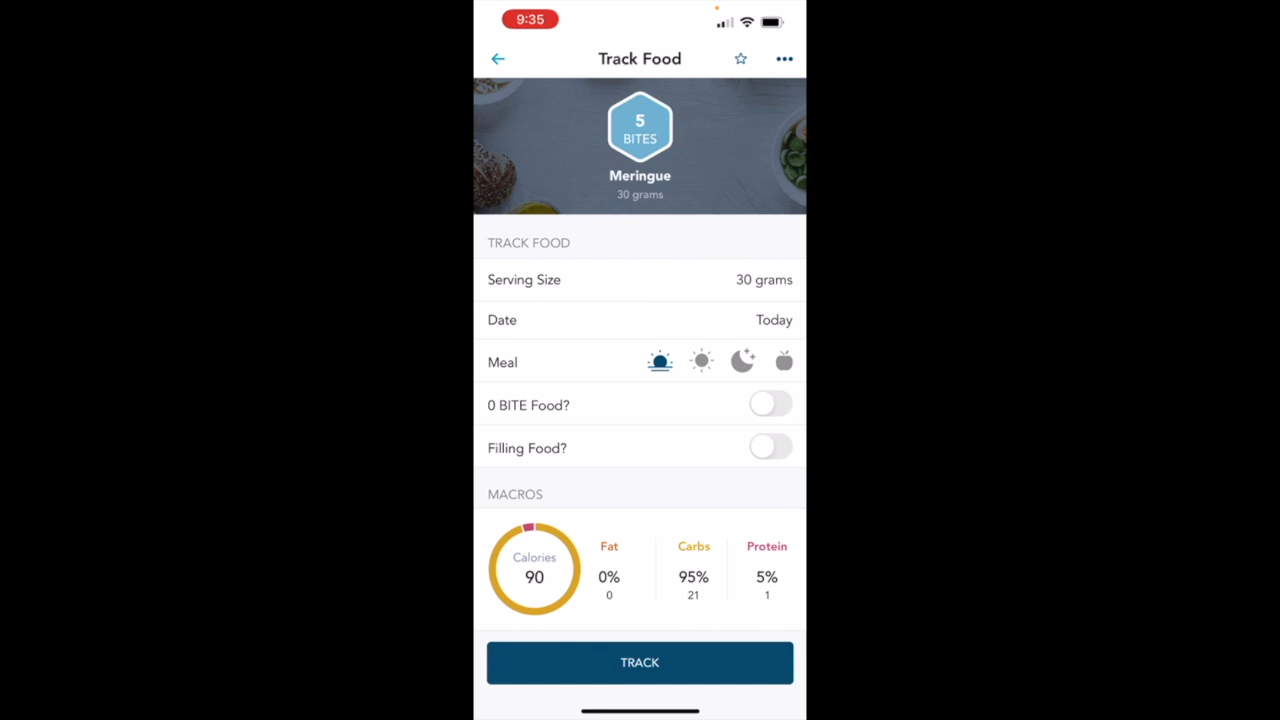 9:35
Track Food
5
BITES
Meringue
30 grams
TRACK FOOD
Serving Size 30 grams
Date Today
Meal
0 BITE Food?
Filling Food?
MACROS
Calories
90
Fat Carbs Protein
0% 95% 5%
0 21 1
TRACK